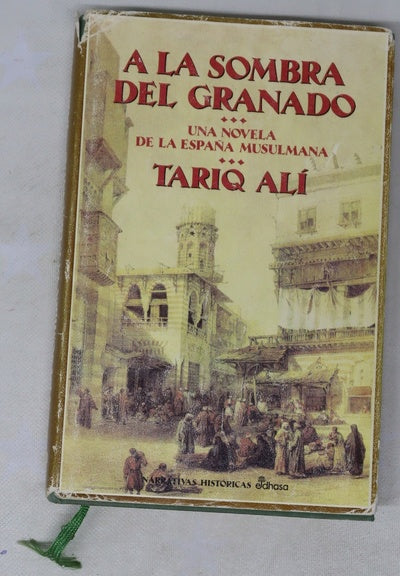 A LA SOMBRA
DEL GRANADO
UNA NOVELA
DE LA ESPAÑA MUSULMANA
TARIQ ALÍ
NARRATIVAS HISTÓRICAS edhasa